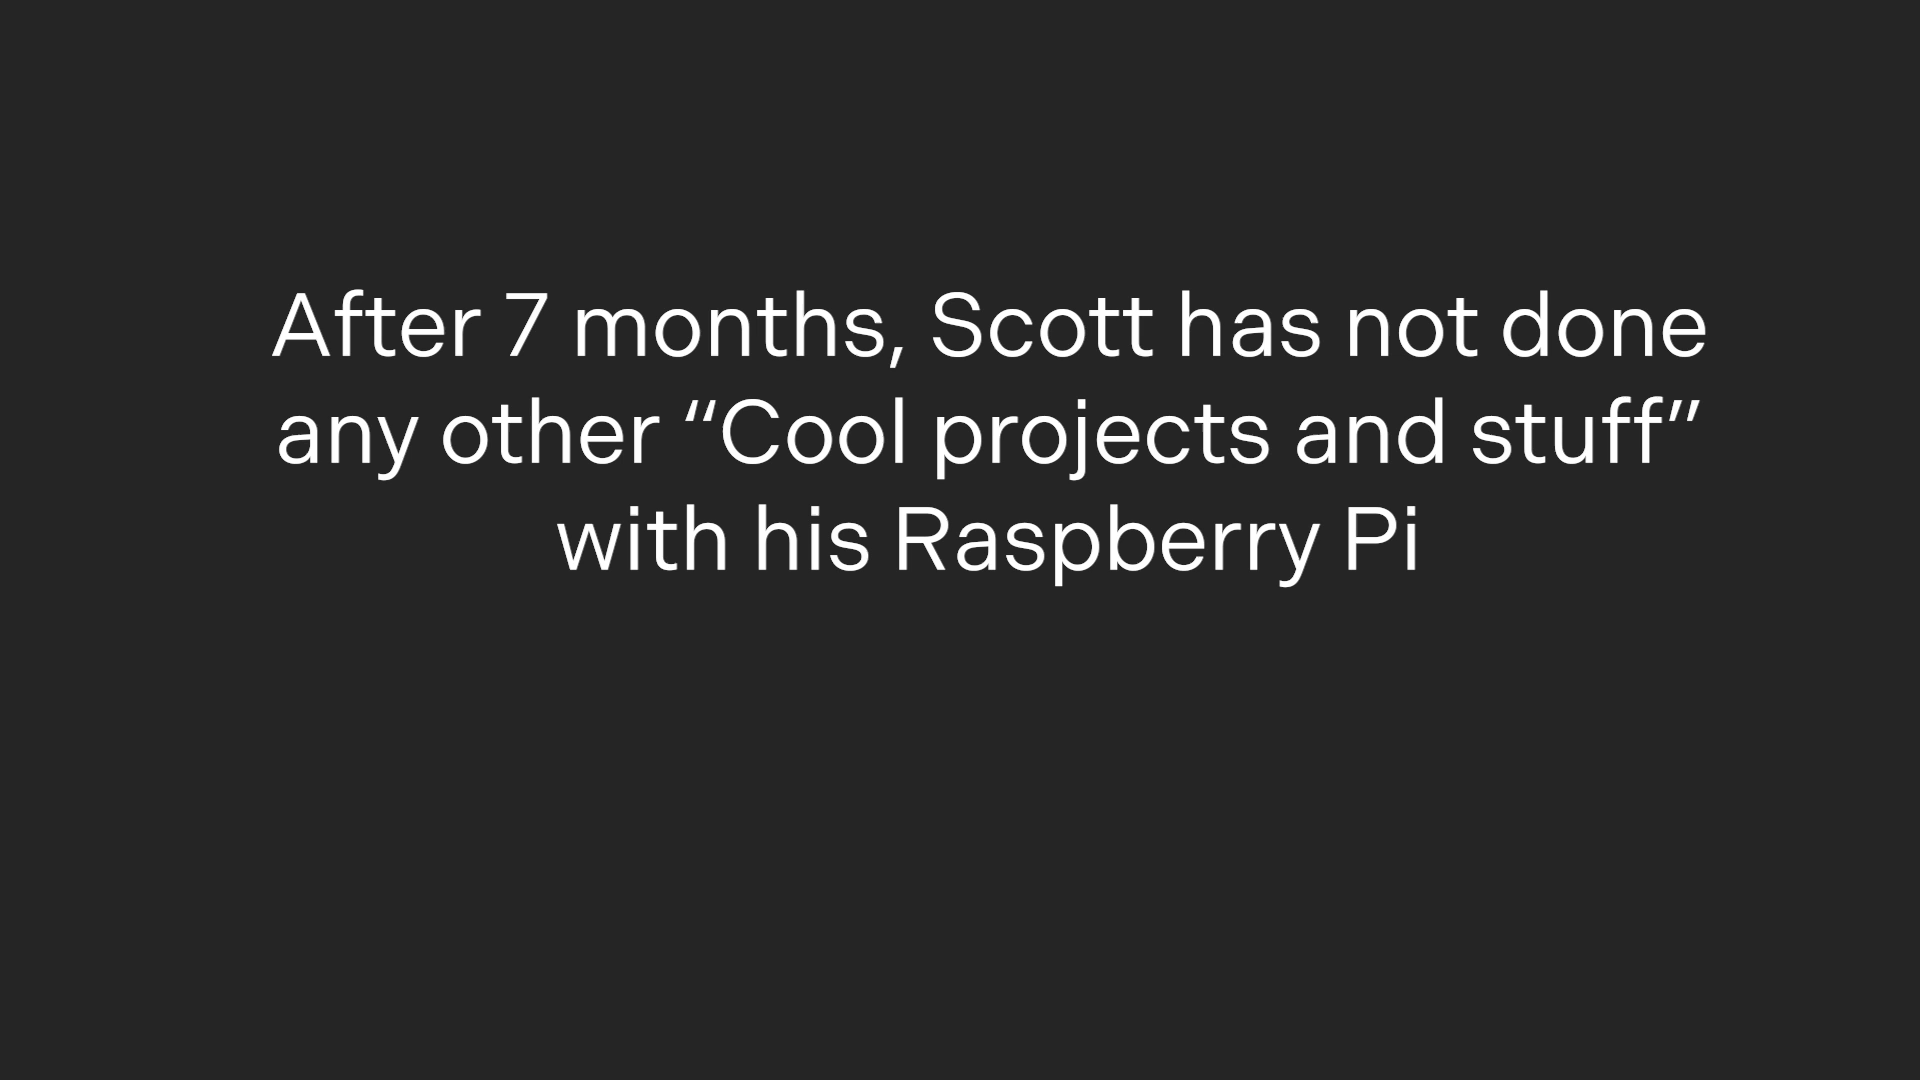 After 7 months, Scott has not done
any other “Cool projects and stuff”
with his Raspberry Pi